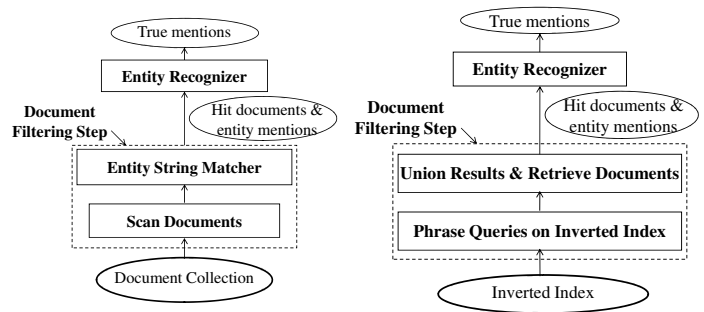 True mentions
Entity Recognizer
Document
Filtering Step
Hit documents &
entity mentions
Entity String Matcher
Scan Documents
Document Collection
True mentions
Entity Recognizer
Document
Filtering Step
Hit documents &
entity mentions
Union Results & Retrieve Documents
Phrase Queries on Inverted Index
Inverted Index